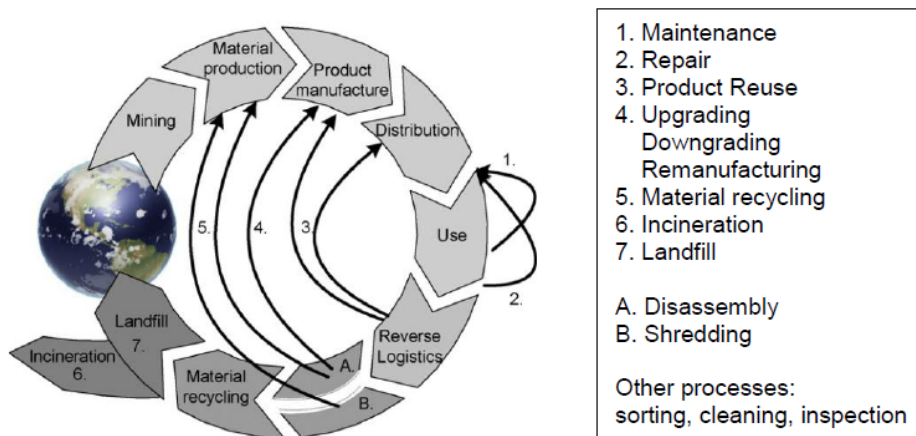 Material
production
Product
manufacture
Mining
Distribution
1.
5.
4.
3.
Use
2.
Landfill
7.
Incineration
6.
Material
recycling
A.
B.
Reverse
Logistics
1. Maintenance
2. Repair
3. Product Reuse
4. Upgrading
Downgrading
Remanufacturing
5. Material recycling
6. Incineration
7. Landfill
A. Disassembly
B. Shredding
Other processes:
sorting, cleaning, inspection